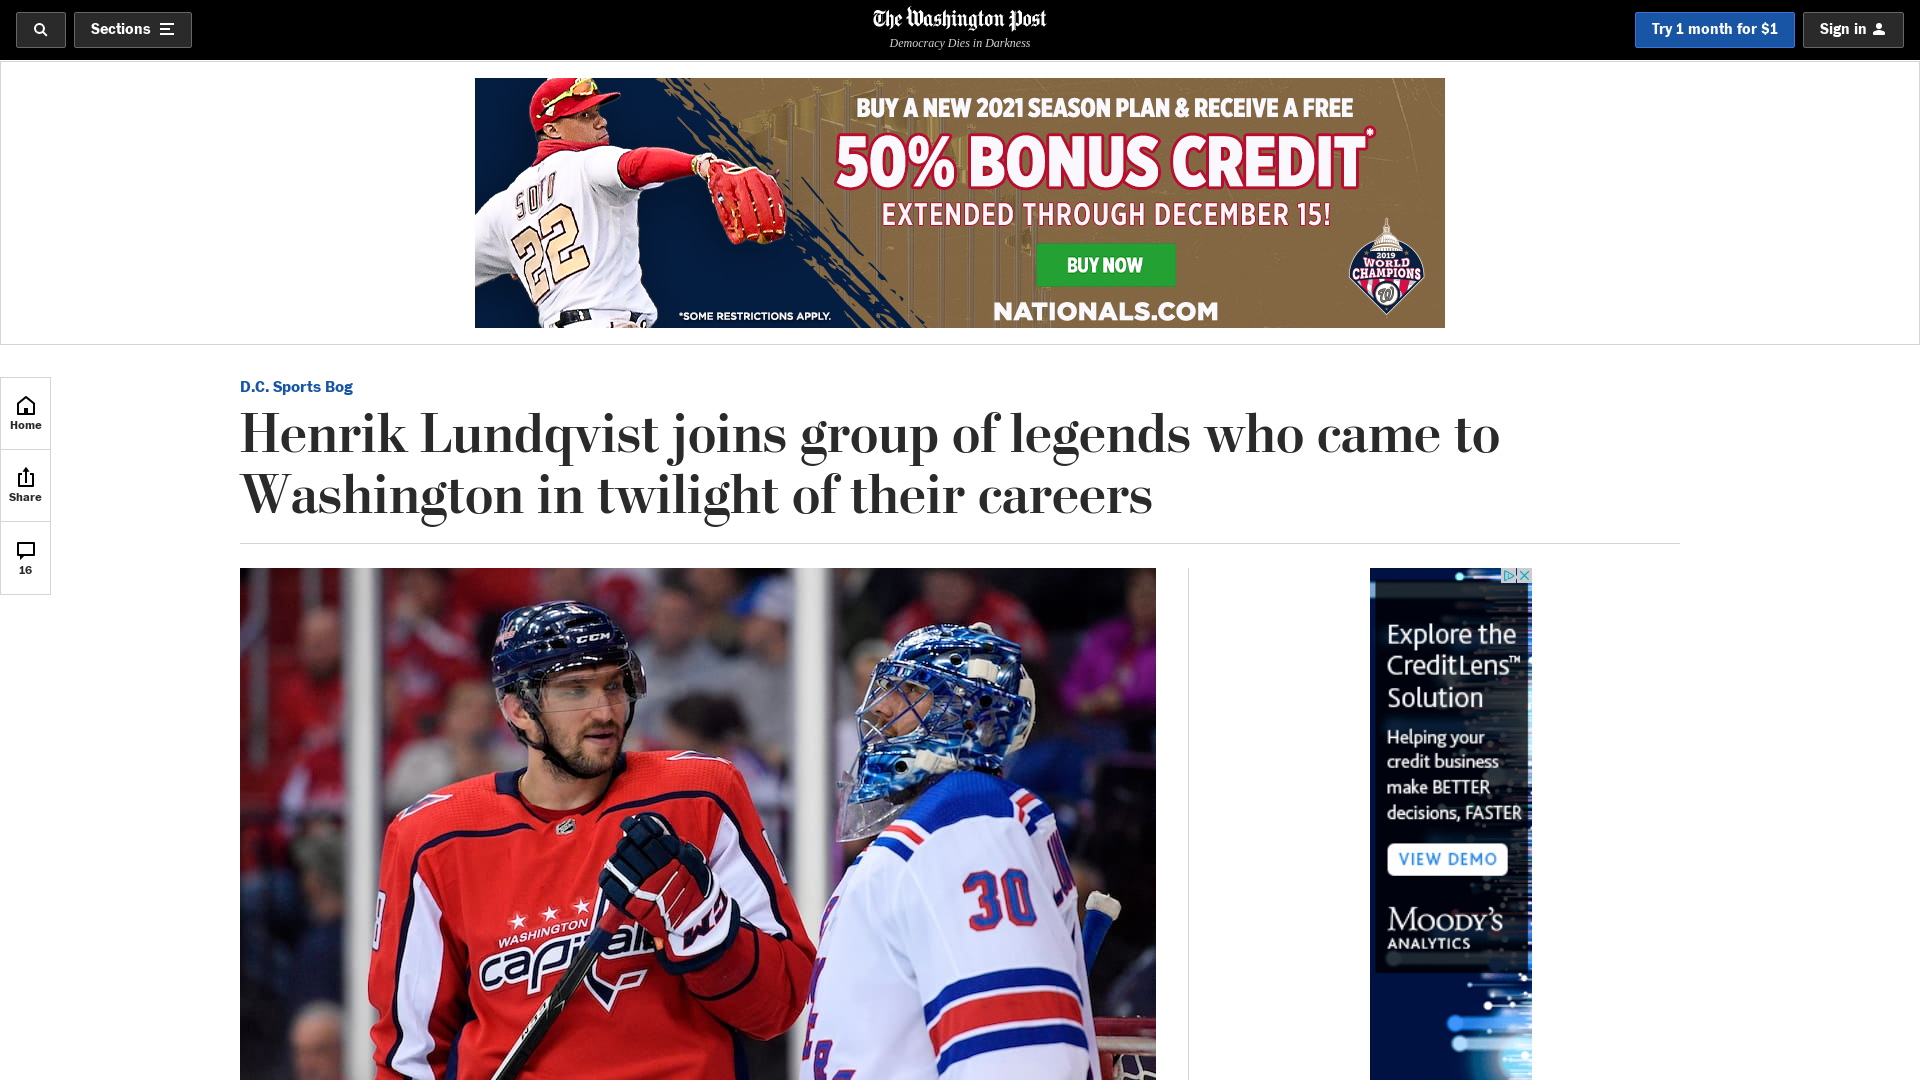 Sections
The Washington Post
Democracy Dies in Darkness
Try 1 month for $1
Sign in
BUY A NEW 2021 SEASON PLAN & RECEIVE A FREE
50% BONUS CREDIT*
EXTENDED THROUGH DECEMBER 15!
BUY NOW
NATIONALS.COM
*SOME RESTRICTIONS APPLY.
SOTO
22
2019
WORLD
CHAMPIONS
W
Home
Share
16
D.C. Sports Bog
Henrik Lundqvist joins group of legends who came to
Washington in twilight of their careers
CCM
WASHINGTON
capitals
30
Explore the
CreditLens™
Solution
Helping your
credit business
make BETTER
decisions, FASTER
VIEW DEMO
MOODY'S
ANALYTICS